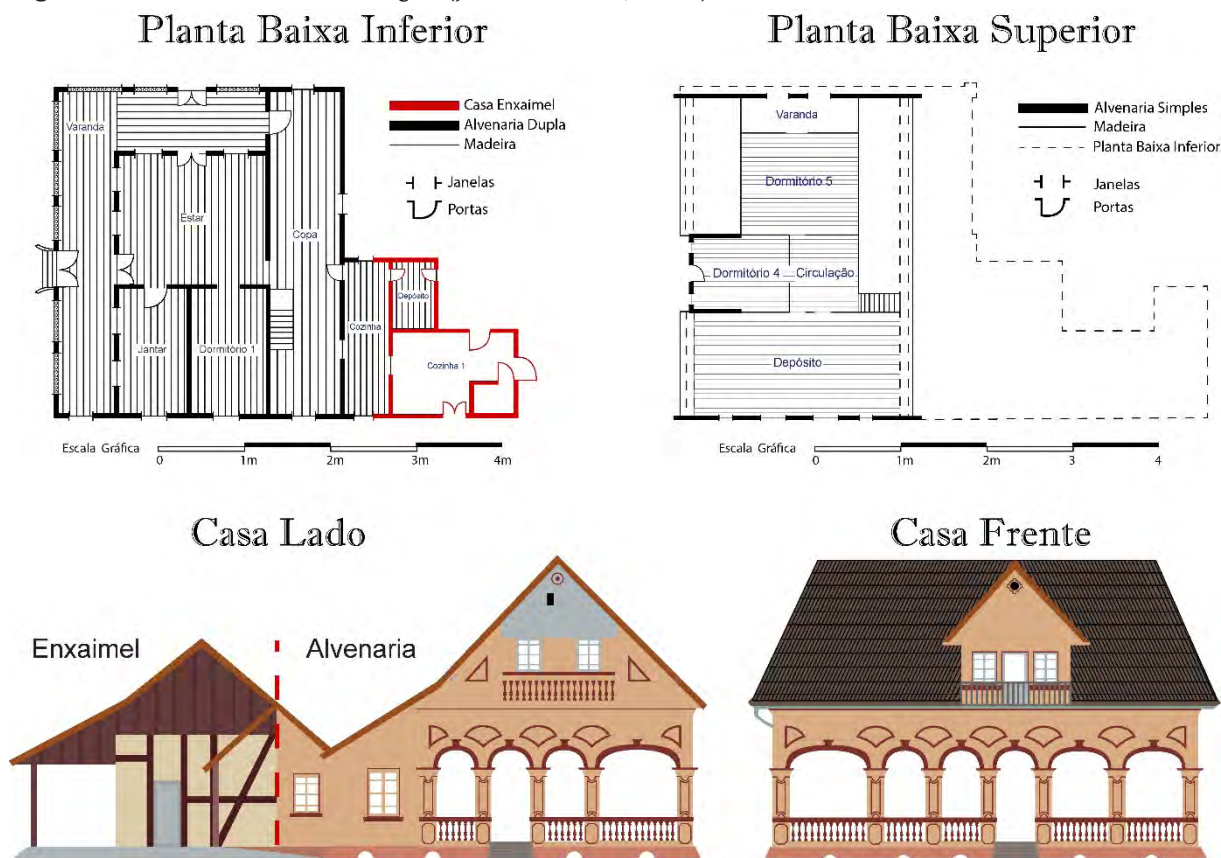 Planta Baixa Inferior
Varanda
Estar
Copa
Jantar
Dormitório 1
Cozinha
Depósito
Cozinha 1
Casa Enxaimel
Alvenaria Dupla
Madeira
Janelas
Portas
Escala Gráfica
0 1m 2m 3m 4m
Planta Baixa Superior
Varanda
Dormitório 5
Dormitório 4
Circulação
Depósito
Alvenaria Simples
Madeira
Planta Baixa Inferior
Janelas
Portas
Escala Gráfica
0 1m 2m 3 4
Casa Lado
Enxaimel
Alvenaria
Casa Frente